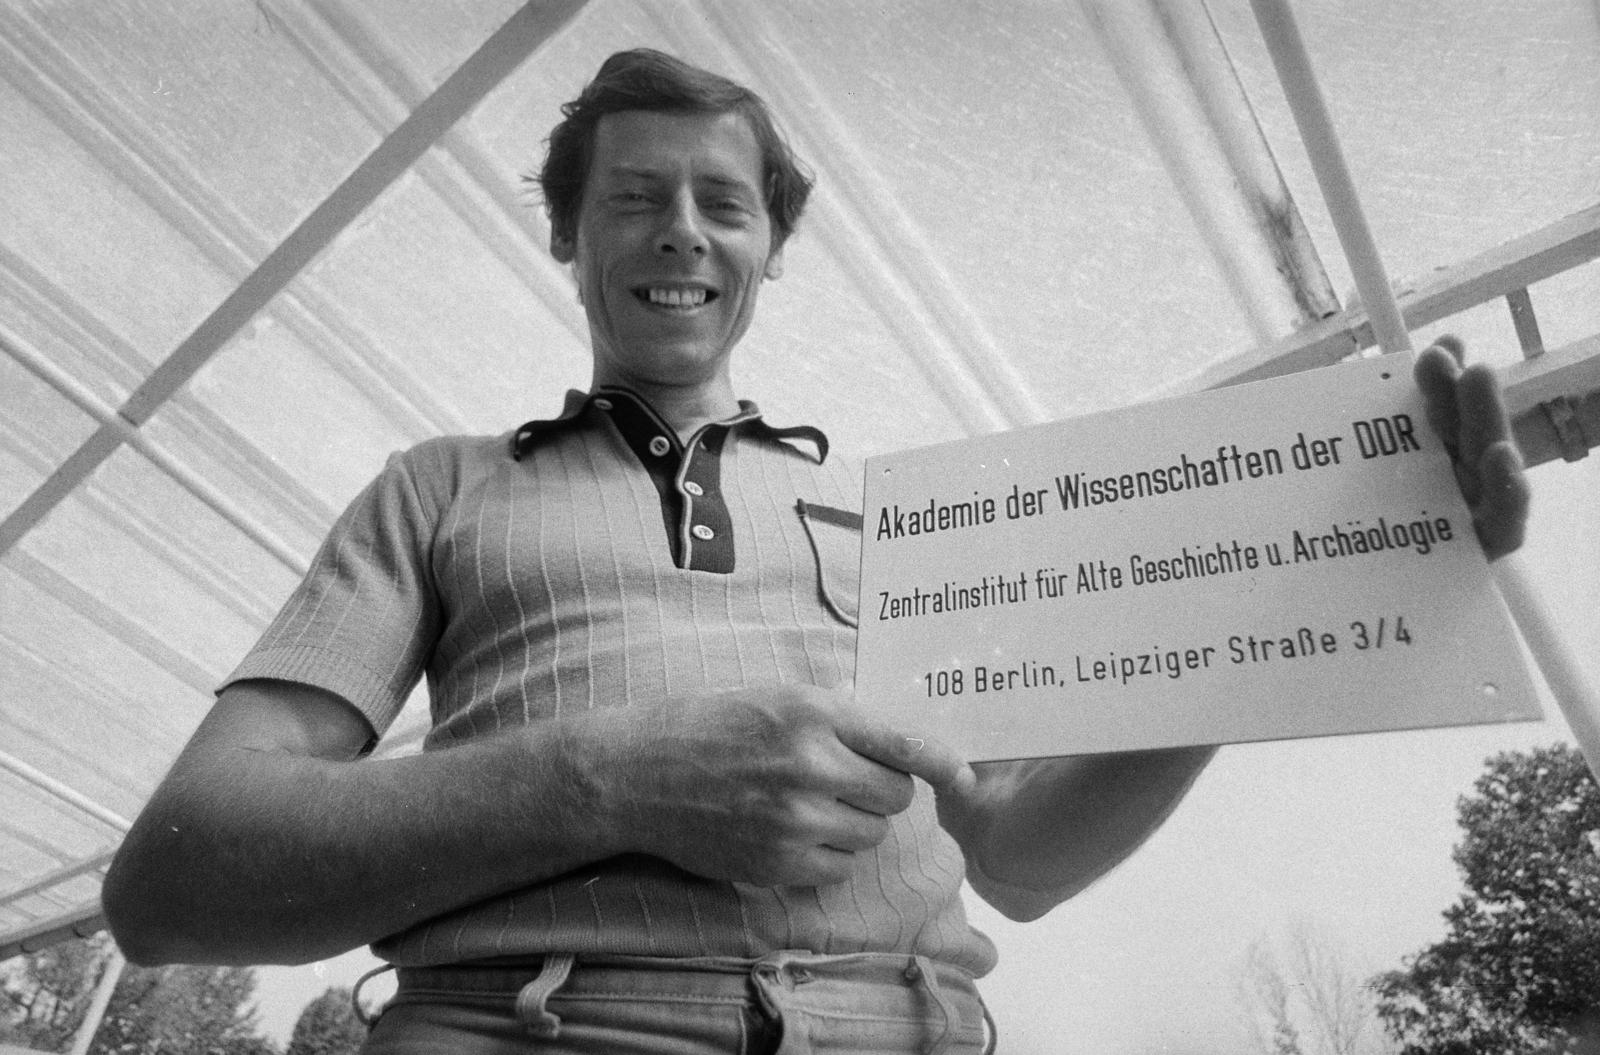 Akademie der Wissenschaften der DDR
Zentralinstitut für Alte Geschichte u. Archäologie
108 Berlin, Leipziger Straße 3/4